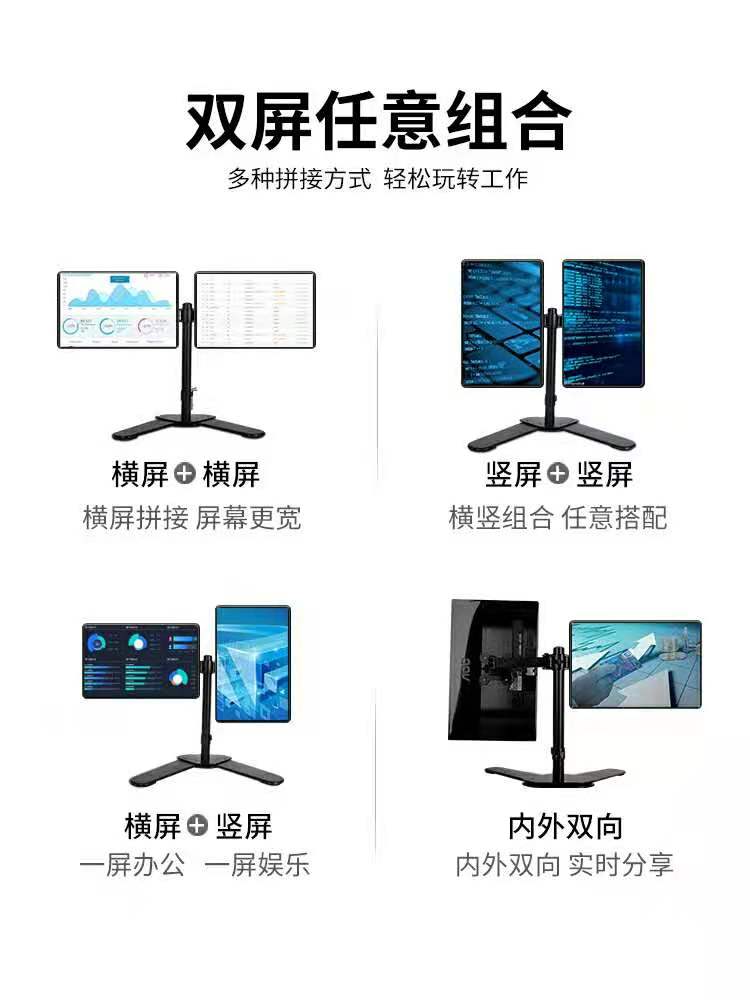 双屏任意组合
多种拼接方式 轻松玩转工作
横屏+横屏
横屏拼接 屏幕更宽
竖屏+竖屏
横竖组合 任意搭配
横屏+竖屏
一屏办公 一屏娱乐
AOC
内外双向
内外双向 实时分享